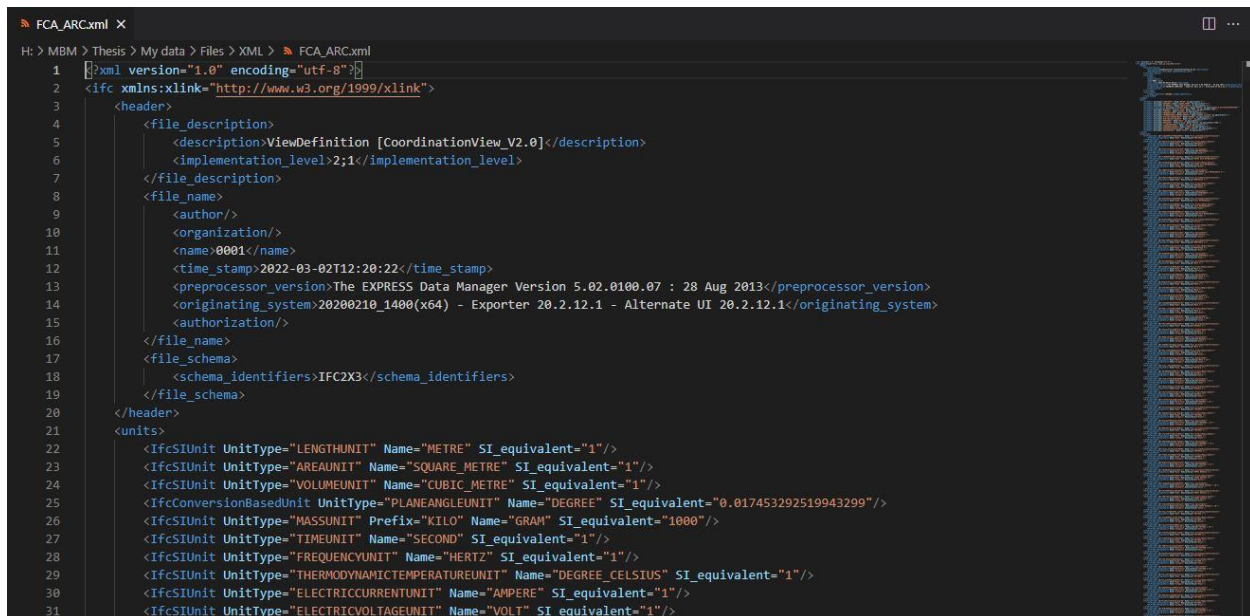 FCA_ARC.xml
H: > MBM > Thesis > My data > Files > XML > FCA_ARC.xml
1 <?xml version="1.0" encoding="utf-8"?>
2 <ifc xmlns:xlink="http://www.w3.org/1999/xlink">
3 <header>
4 <file_description>
5 <description>ViewDefinition [CoordinationView_V2.0]</description>
6 <implementation_level>2;1</implementation_level>
7 </file_description>
8 <file_name>
9 <author/>
10 <organization/>
11 <name>0001</name>
12 <time_stamp>2022-03-02T12:20:22</time_stamp>
13 <preprocessor_version>The EXPRESS Data Manager Version 5.02.0100.07 : 28 Aug 2013</preprocessor_version>
14 <originating_system>20200210_1400(x64) - Exporter 20.2.12.1 - Alternate UI 20.2.12.1</originating_system>
15 <authorization/>
16 </file_name>
17 <file_schema>
18 <schema_identifiers>IFC2X3</schema_identifiers>
19 </file_schema>
20 </header>
21 <units>
22 <IfcSIUnit UnitType="LENGTHUNIT" Name="METRE" SI_equivalent="1"/>
23 <IfcSIUnit UnitType="AREAUNIT" Name="SQUARE_METRE" SI_equivalent="1"/>
24 <IfcSIUnit UnitType="VOLUMEUNIT" Name="CUBIC_METRE" SI_equivalent="1"/>
25 <IfcConversionBasedUnit UnitType="PLANEANGLEUNIT" Name="DEGREE" SI_equivalent="0.017453292519943299"/>
26 <IfcSIUnit UnitType="MASSUNIT" Prefix="KILO" Name="GRAM" SI_equivalent="1000"/>
27 <IfcSIUnit UnitType="TIMEUNIT" Name="SECOND" SI_equivalent="1"/>
28 <IfcSIUnit UnitType="FREQUENCYUNIT" Name="HERTZ" SI_equivalent="1"/>
29 <IfcSIUnit UnitType="THERMODYNAMICTEMPERATUREUNIT" Name="DEGREE_CELSIUS" SI_equivalent="1"/>
30 <IfcSIUnit UnitType="ELECTRICCURRENTUNIT" Name="AMPERE" SI_equivalent="1"/>
31 <IfcSIUnit UnitType="ELECTRICVOLTAGEUNIT" Name="VOLT" SI_equivalent="1"/>